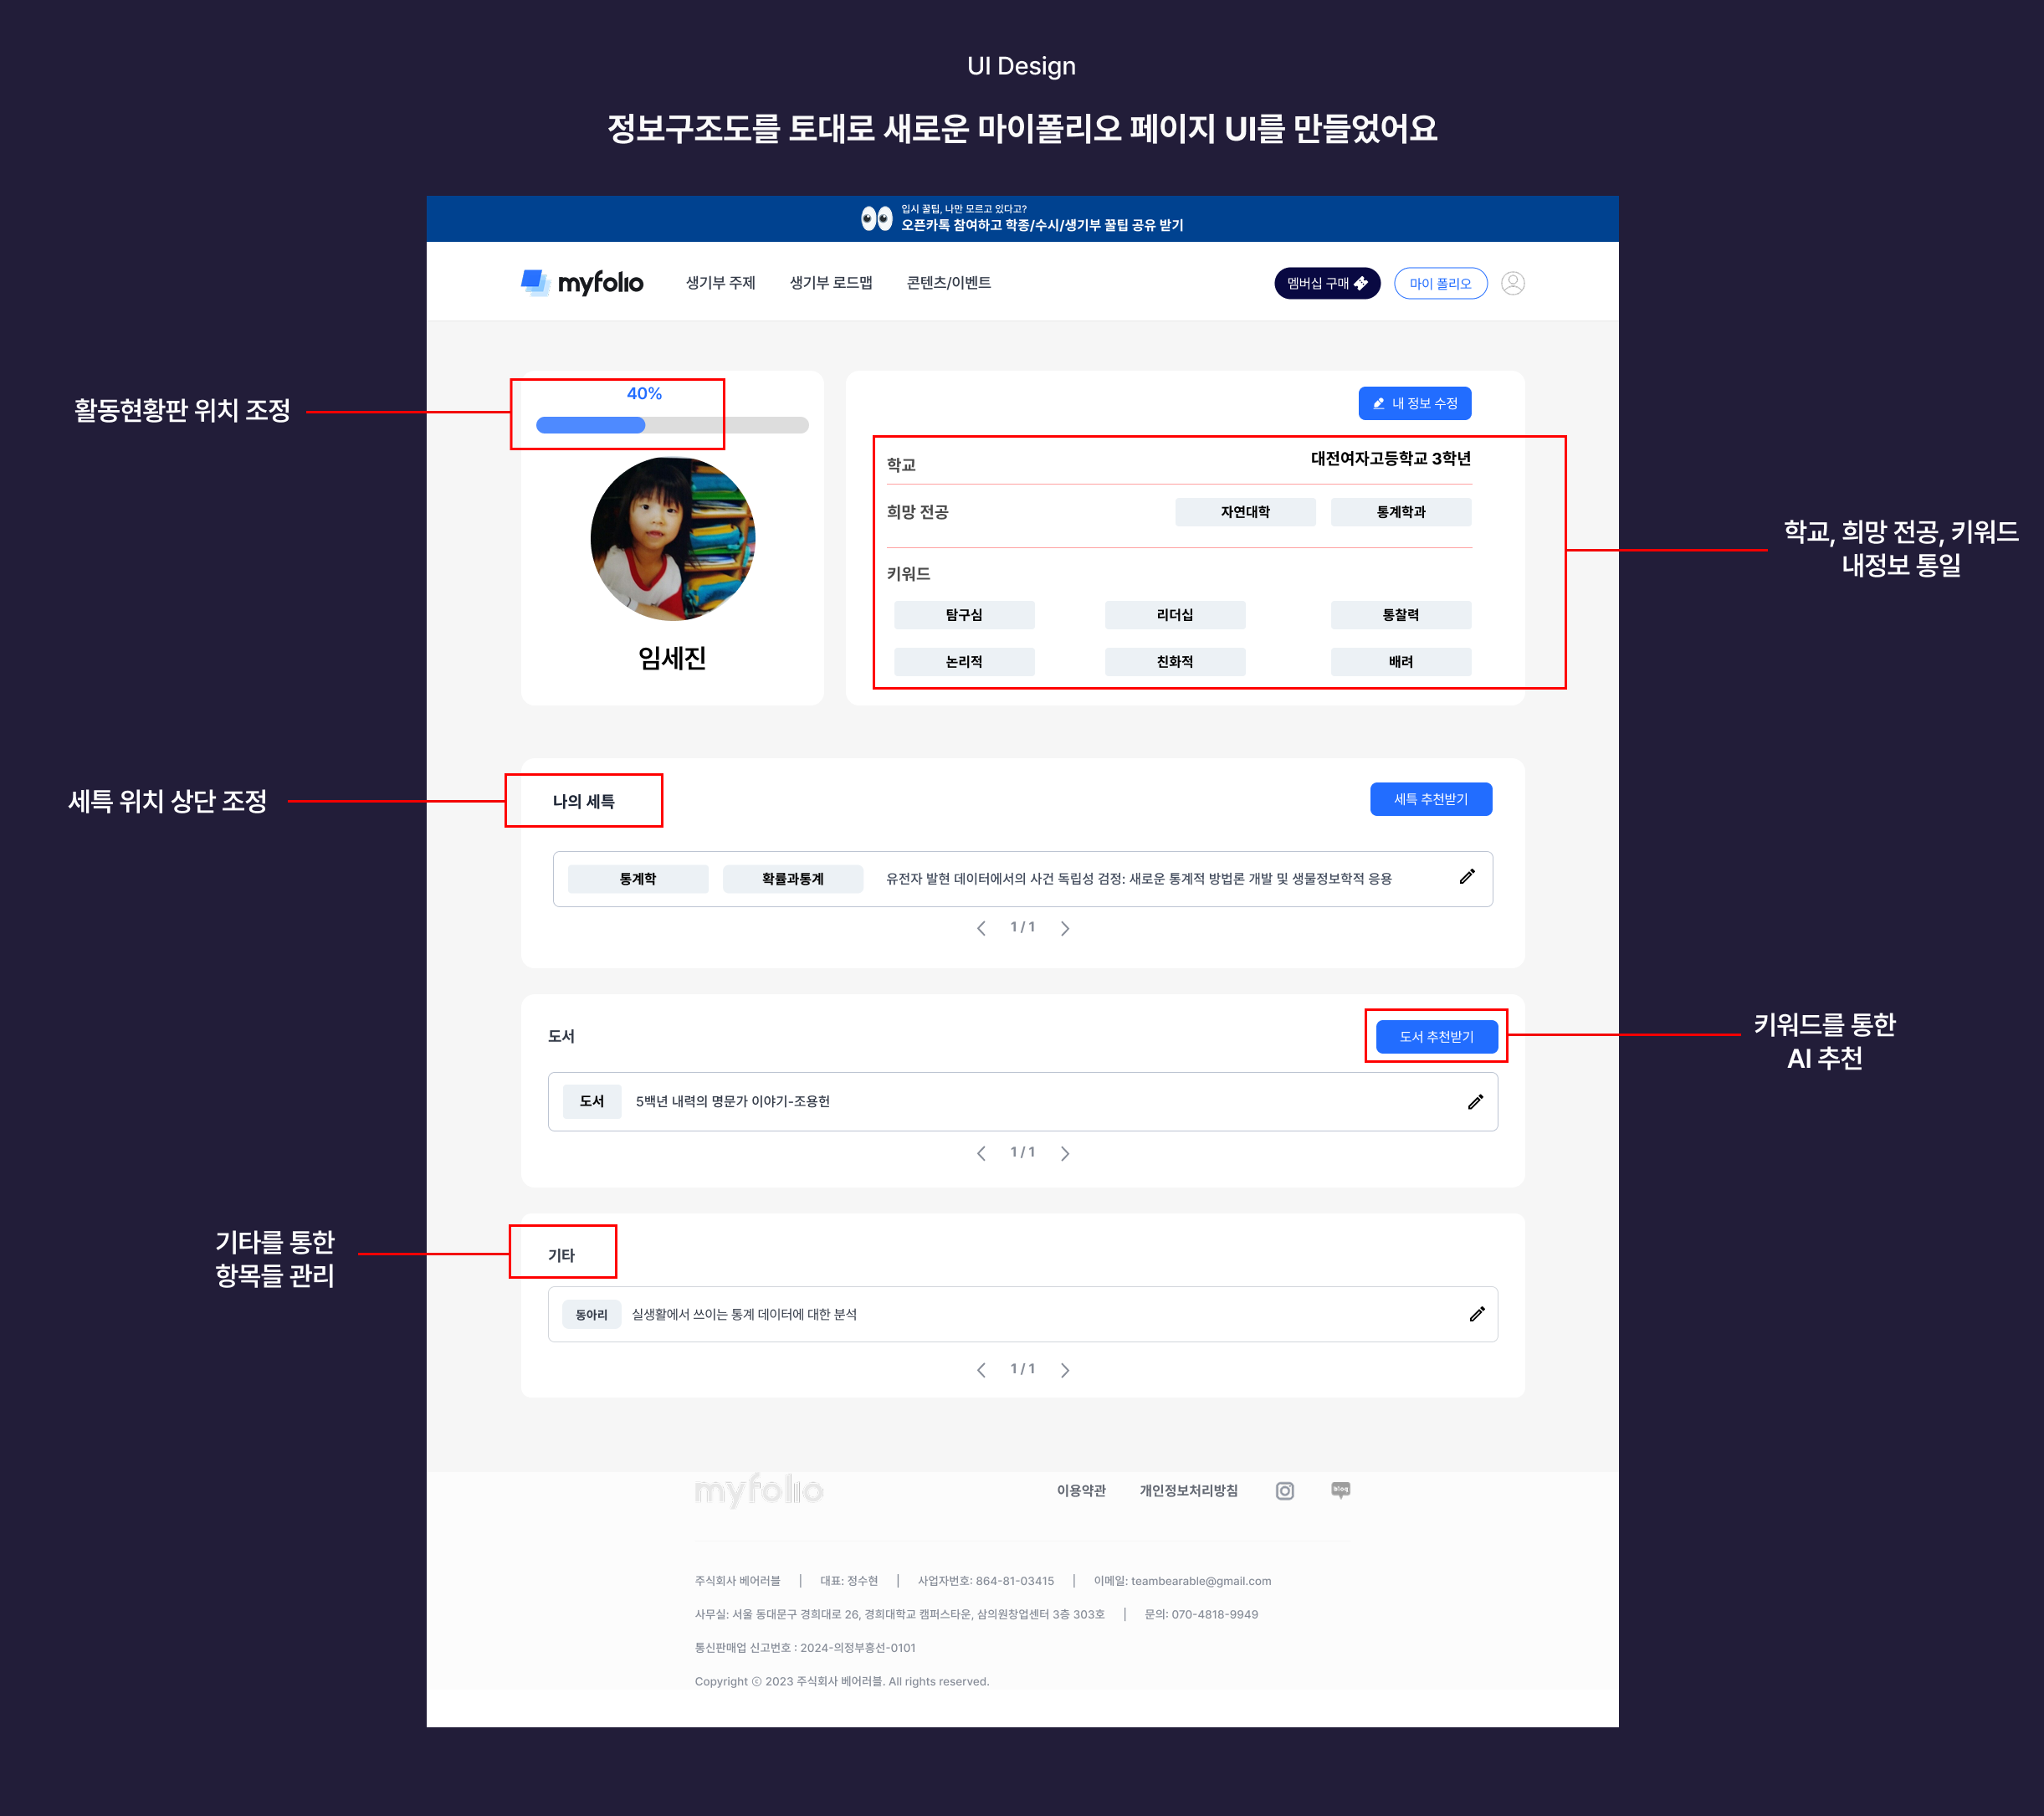 UI Design
정보구조도를 토대로 새로운 마이폴리오 페이지 UI를 만들었어요
입시 꿀팁, 나만 모르고 있다고?
오픈카톡 참여하고 학종/수시/생기부 꿀팁 공유 받기
myfolio
생기부 주제
생기부 로드맵
콘텐츠/이벤트
멤버십 구매
마이 폴리오
활동현황판 위치 조정
40%
임세진
내 정보 수정
학교
대전여자고등학교 3학년
희망 전공
자연대학
통계학과
키워드
탐구심
리더십
통찰력
논리적
친화적
배려
학교, 희망 전공, 키워드
내정보 통일
세특 위치 상단 조정
나의 세특
세특 추천받기
통계학
확률과통계
유전자 발현 데이터에서의 사건 독립성 검정: 새로운 통계적 방법론 개발 및 생물정보학적 응용
1 / 1
도서
도서 추천받기
키워드를 통한
AI 추천
도서
5백년 내력의 명문가 이야기-조용헌
1 / 1
기타를 통한
항목들 관리
기타
동아리
실생활에서 쓰이는 통계 데이터에 대한 분석
1 / 1
myfolio
이용약관
개인정보처리방침
blog
주식회사 베어러블 | 대표: 정수현 | 사업자번호: 864-81-03415 | 이메일: teambearable@gmail.com
사무실: 서울 동대문구 경희대로 26, 경희대학교 캠퍼스타운, 삼의원창업센터 3층 303호 | 문의: 070-4818-9949
통신판매업 신고번호 : 2024-의정부흥선-0101
Copyright ⓒ 2023 주식회사 베어러블. All rights reserved.